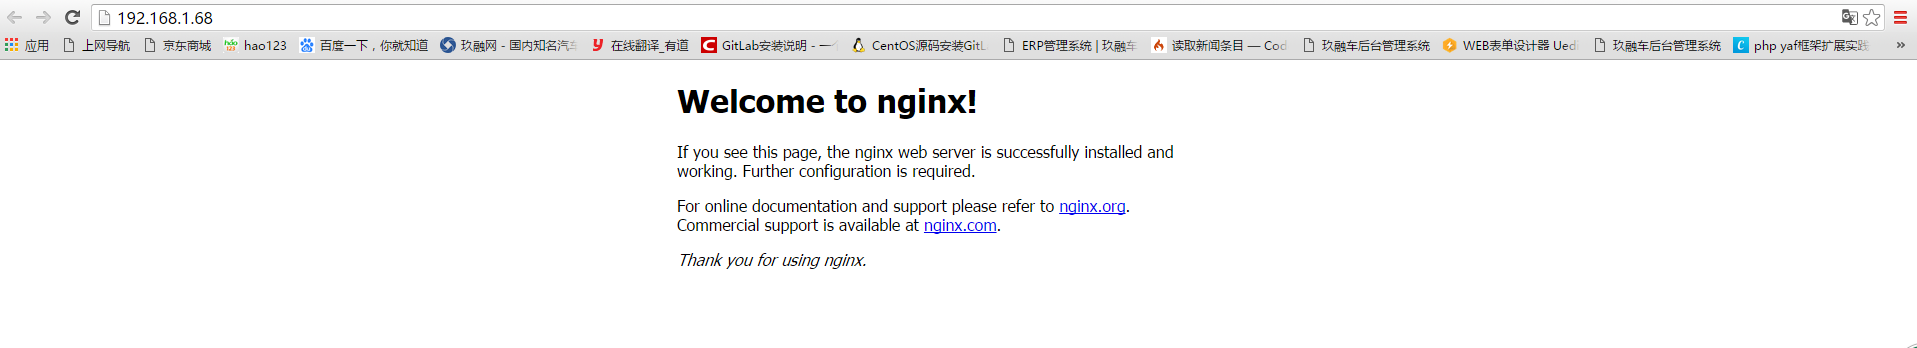 192.168.1.68
应用 上网导航 京东商城 hao123 百度一下，你就知道 玖融网 - 国内知名汽车 在线翻译_有道 GitLab安装说明 - 一个 CentOS源码安装GitL ERP管理系统 | 玖融车 读取新闻条目 — Cod 玖融车后台管理系统 WEB表单设计器 Ued 玖融车后台管理系统 php yaf框架扩展实践 »
Welcome to nginx!
If you see this page, the nginx web server is successfully installed and
working. Further configuration is required.
For online documentation and support please refer to nginx.org.
Commercial support is available at nginx.com.
Thank you for using nginx.